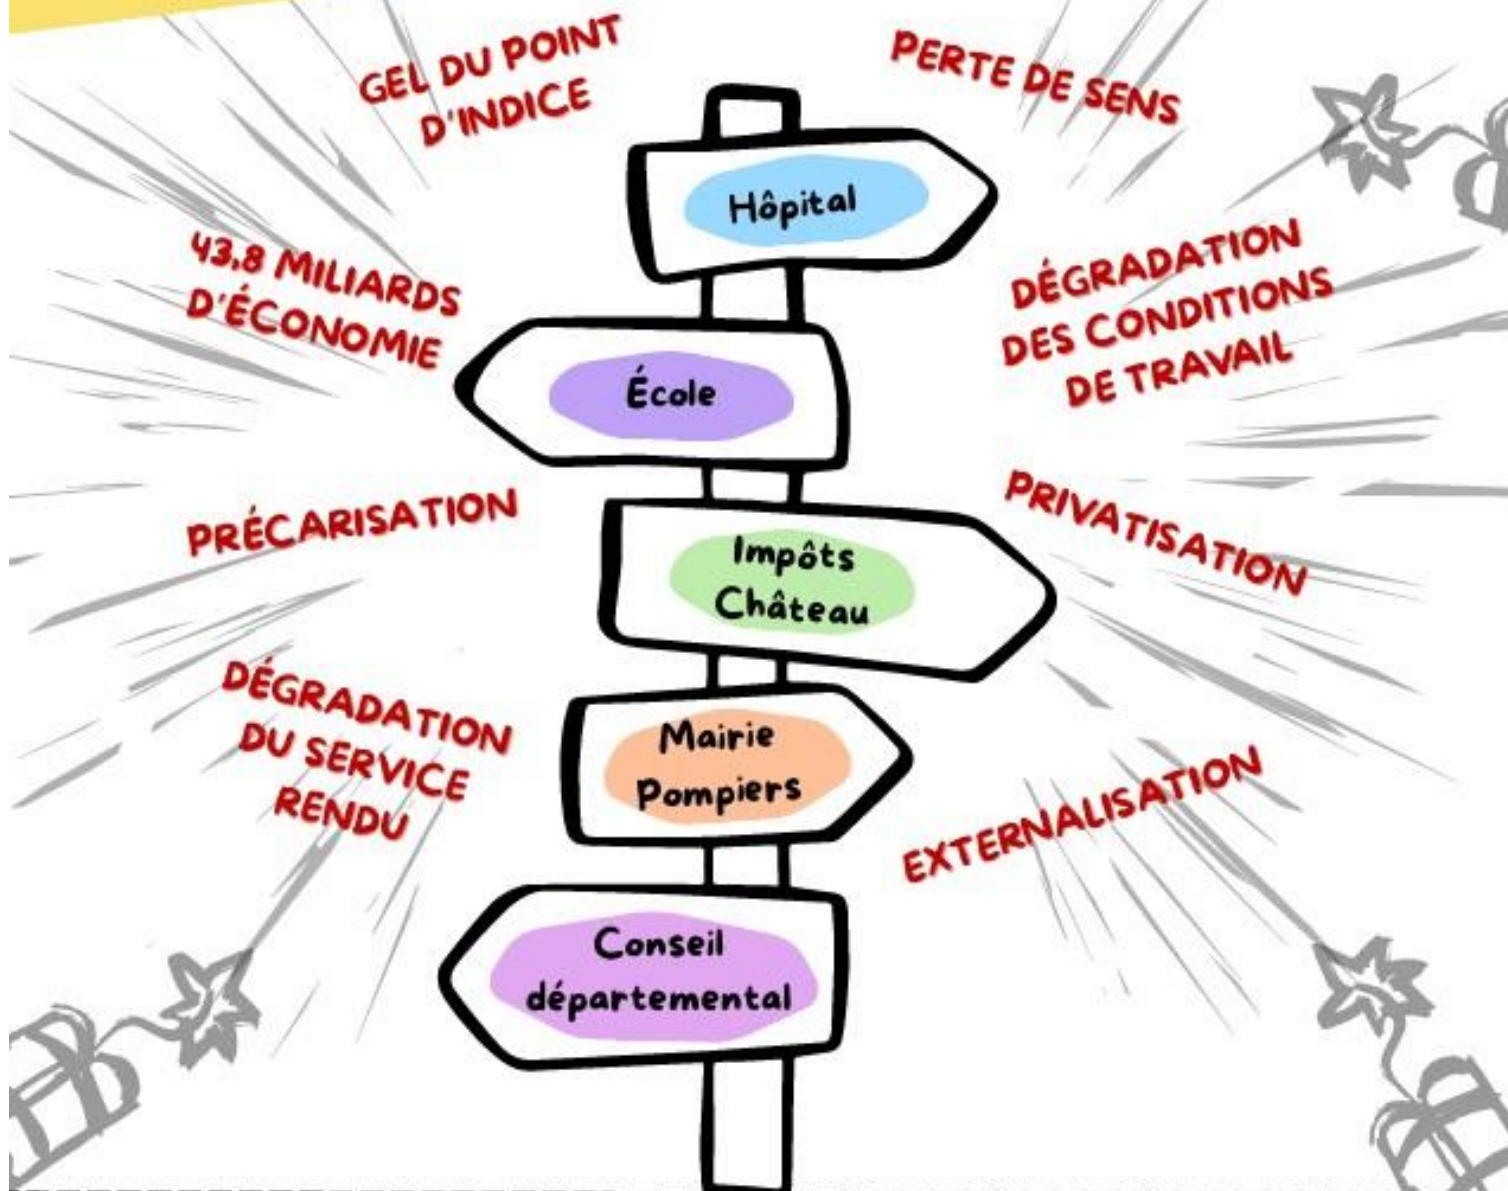 GEL DU POINT
D'INDICE
PERTE DE SENS
Hôpital
43,8 MILIARDS
D'ÉCONOMIE
DÉGRADATION
DES CONDITIONS
DE TRAVAIL
École
PRÉCARISATION
PRIVATISATION
Impôts
Château
DÉGRADATION
DU SERVICE
RENDU
Mairie
Pompiers
EXTERNALISATION
Conseil
départemental